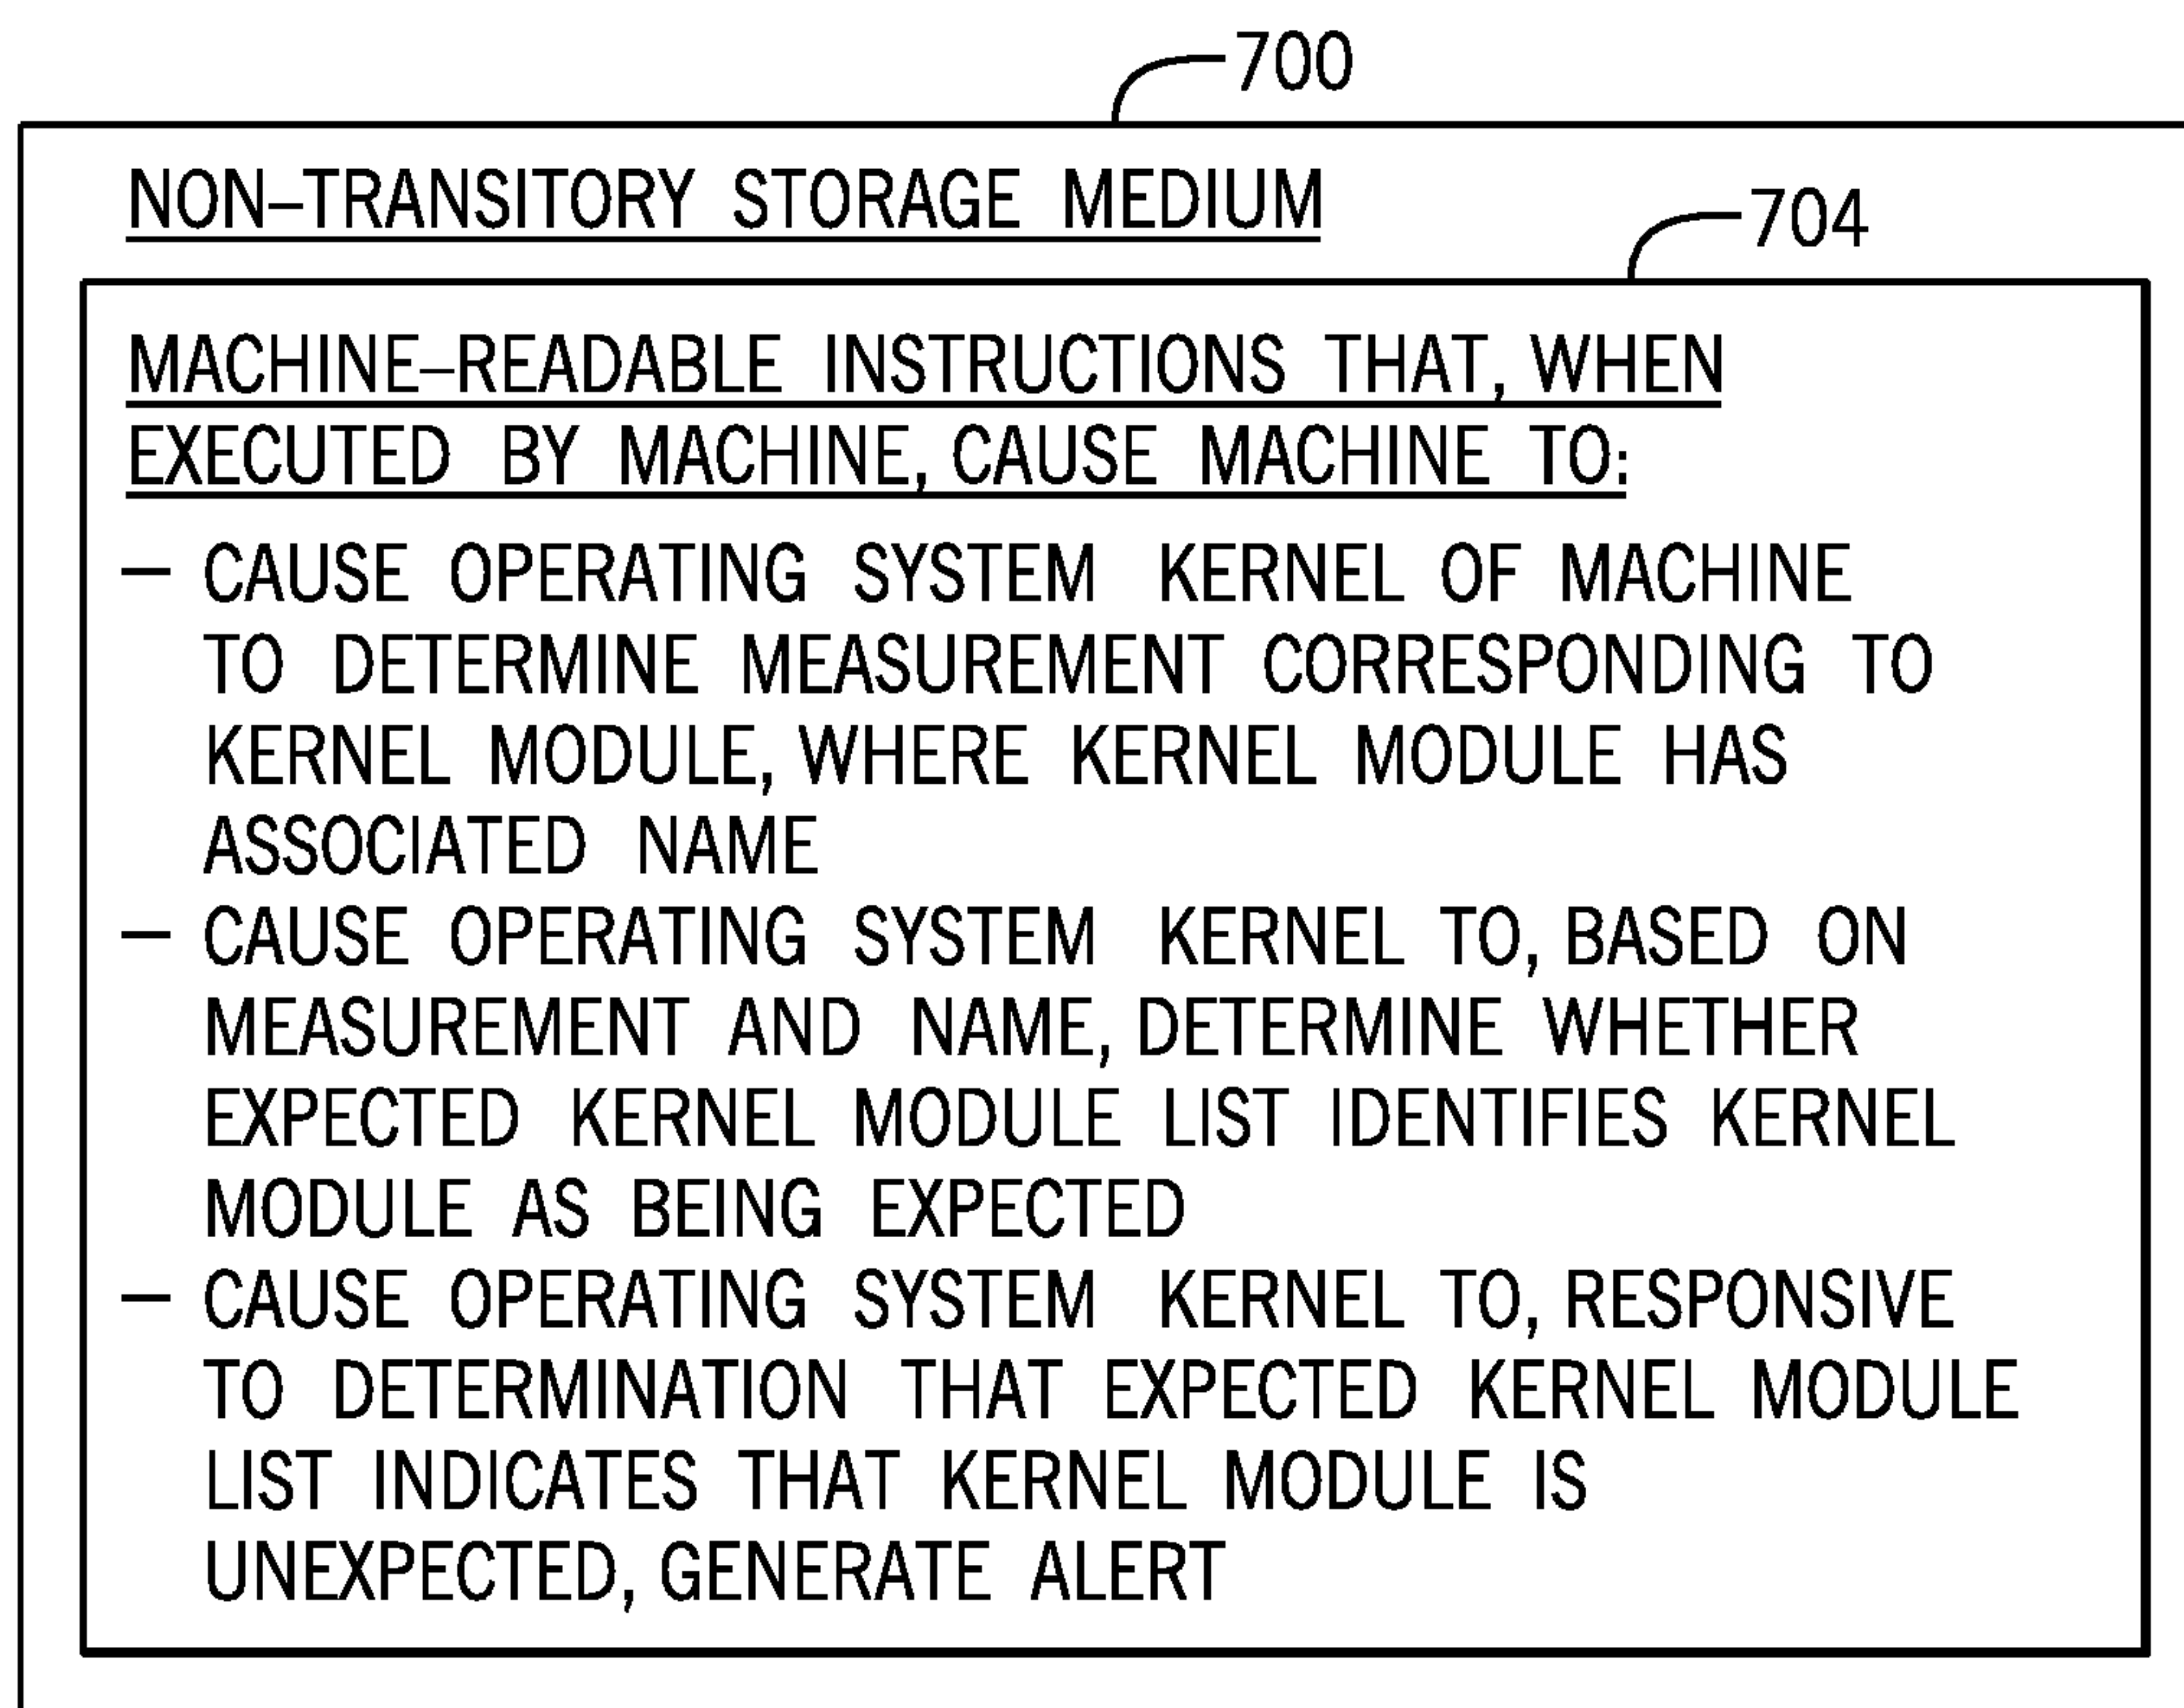 700
NON–TRANSITORY STORAGE MEDIUM
704
MACHINE–READABLE INSTRUCTIONS THAT, WHEN
EXECUTED BY MACHINE, CAUSE MACHINE TO:
— CAUSE OPERATING SYSTEM KERNEL OF MACHINE
TO DETERMINE MEASUREMENT CORRESPONDING TO
KERNEL MODULE, WHERE KERNEL MODULE HAS
ASSOCIATED NAME
— CAUSE OPERATING SYSTEM KERNEL TO, BASED ON
MEASUREMENT AND NAME, DETERMINE WHETHER
EXPECTED KERNEL MODULE LIST IDENTIFIES KERNEL
MODULE AS BEING EXPECTED
— CAUSE OPERATING SYSTEM KERNEL TO, RESPONSIVE
TO DETERMINATION THAT EXPECTED KERNEL MODULE
LIST INDICATES THAT KERNEL MODULE IS
UNEXPECTED, GENERATE ALERT